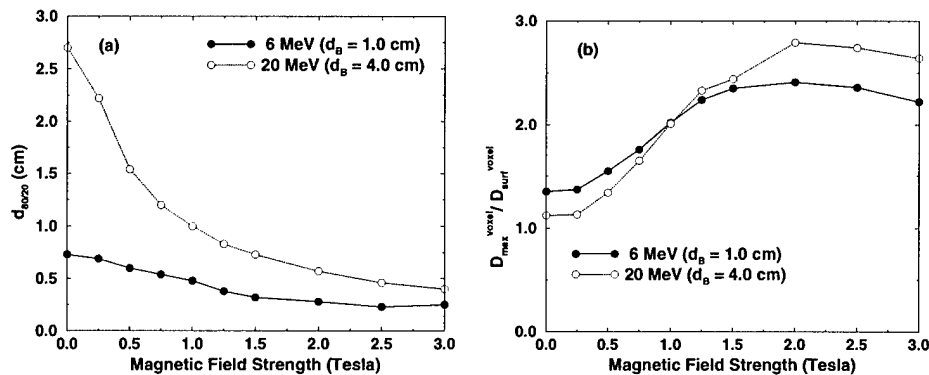 (a)
6 MeV (dB = 1.0 cm)
20 MeV (dB = 4.0 cm)
d80/20 (cm)
3.0
2.5
2.0
1.5
1.0
0.5
0.0
0.0 0.5 1.0 1.5 2.0 2.5 3.0
Magnetic Field Strength (Tesla)
(b)
6 MeV (dB = 1.0 cm)
20 MeV (dB = 4.0 cm)
Dmax voxel / Dsurf voxel
3.0
2.0
1.0
0.0
0.0 0.5 1.0 1.5 2.0 2.5 3.0
Magnetic Field Strength (Tesla)